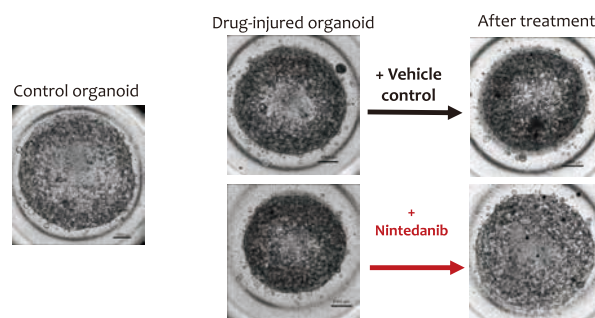 Drug-injured organoid
After treatment
Control organoid
+ Vehicle
control
+
Nintedanib